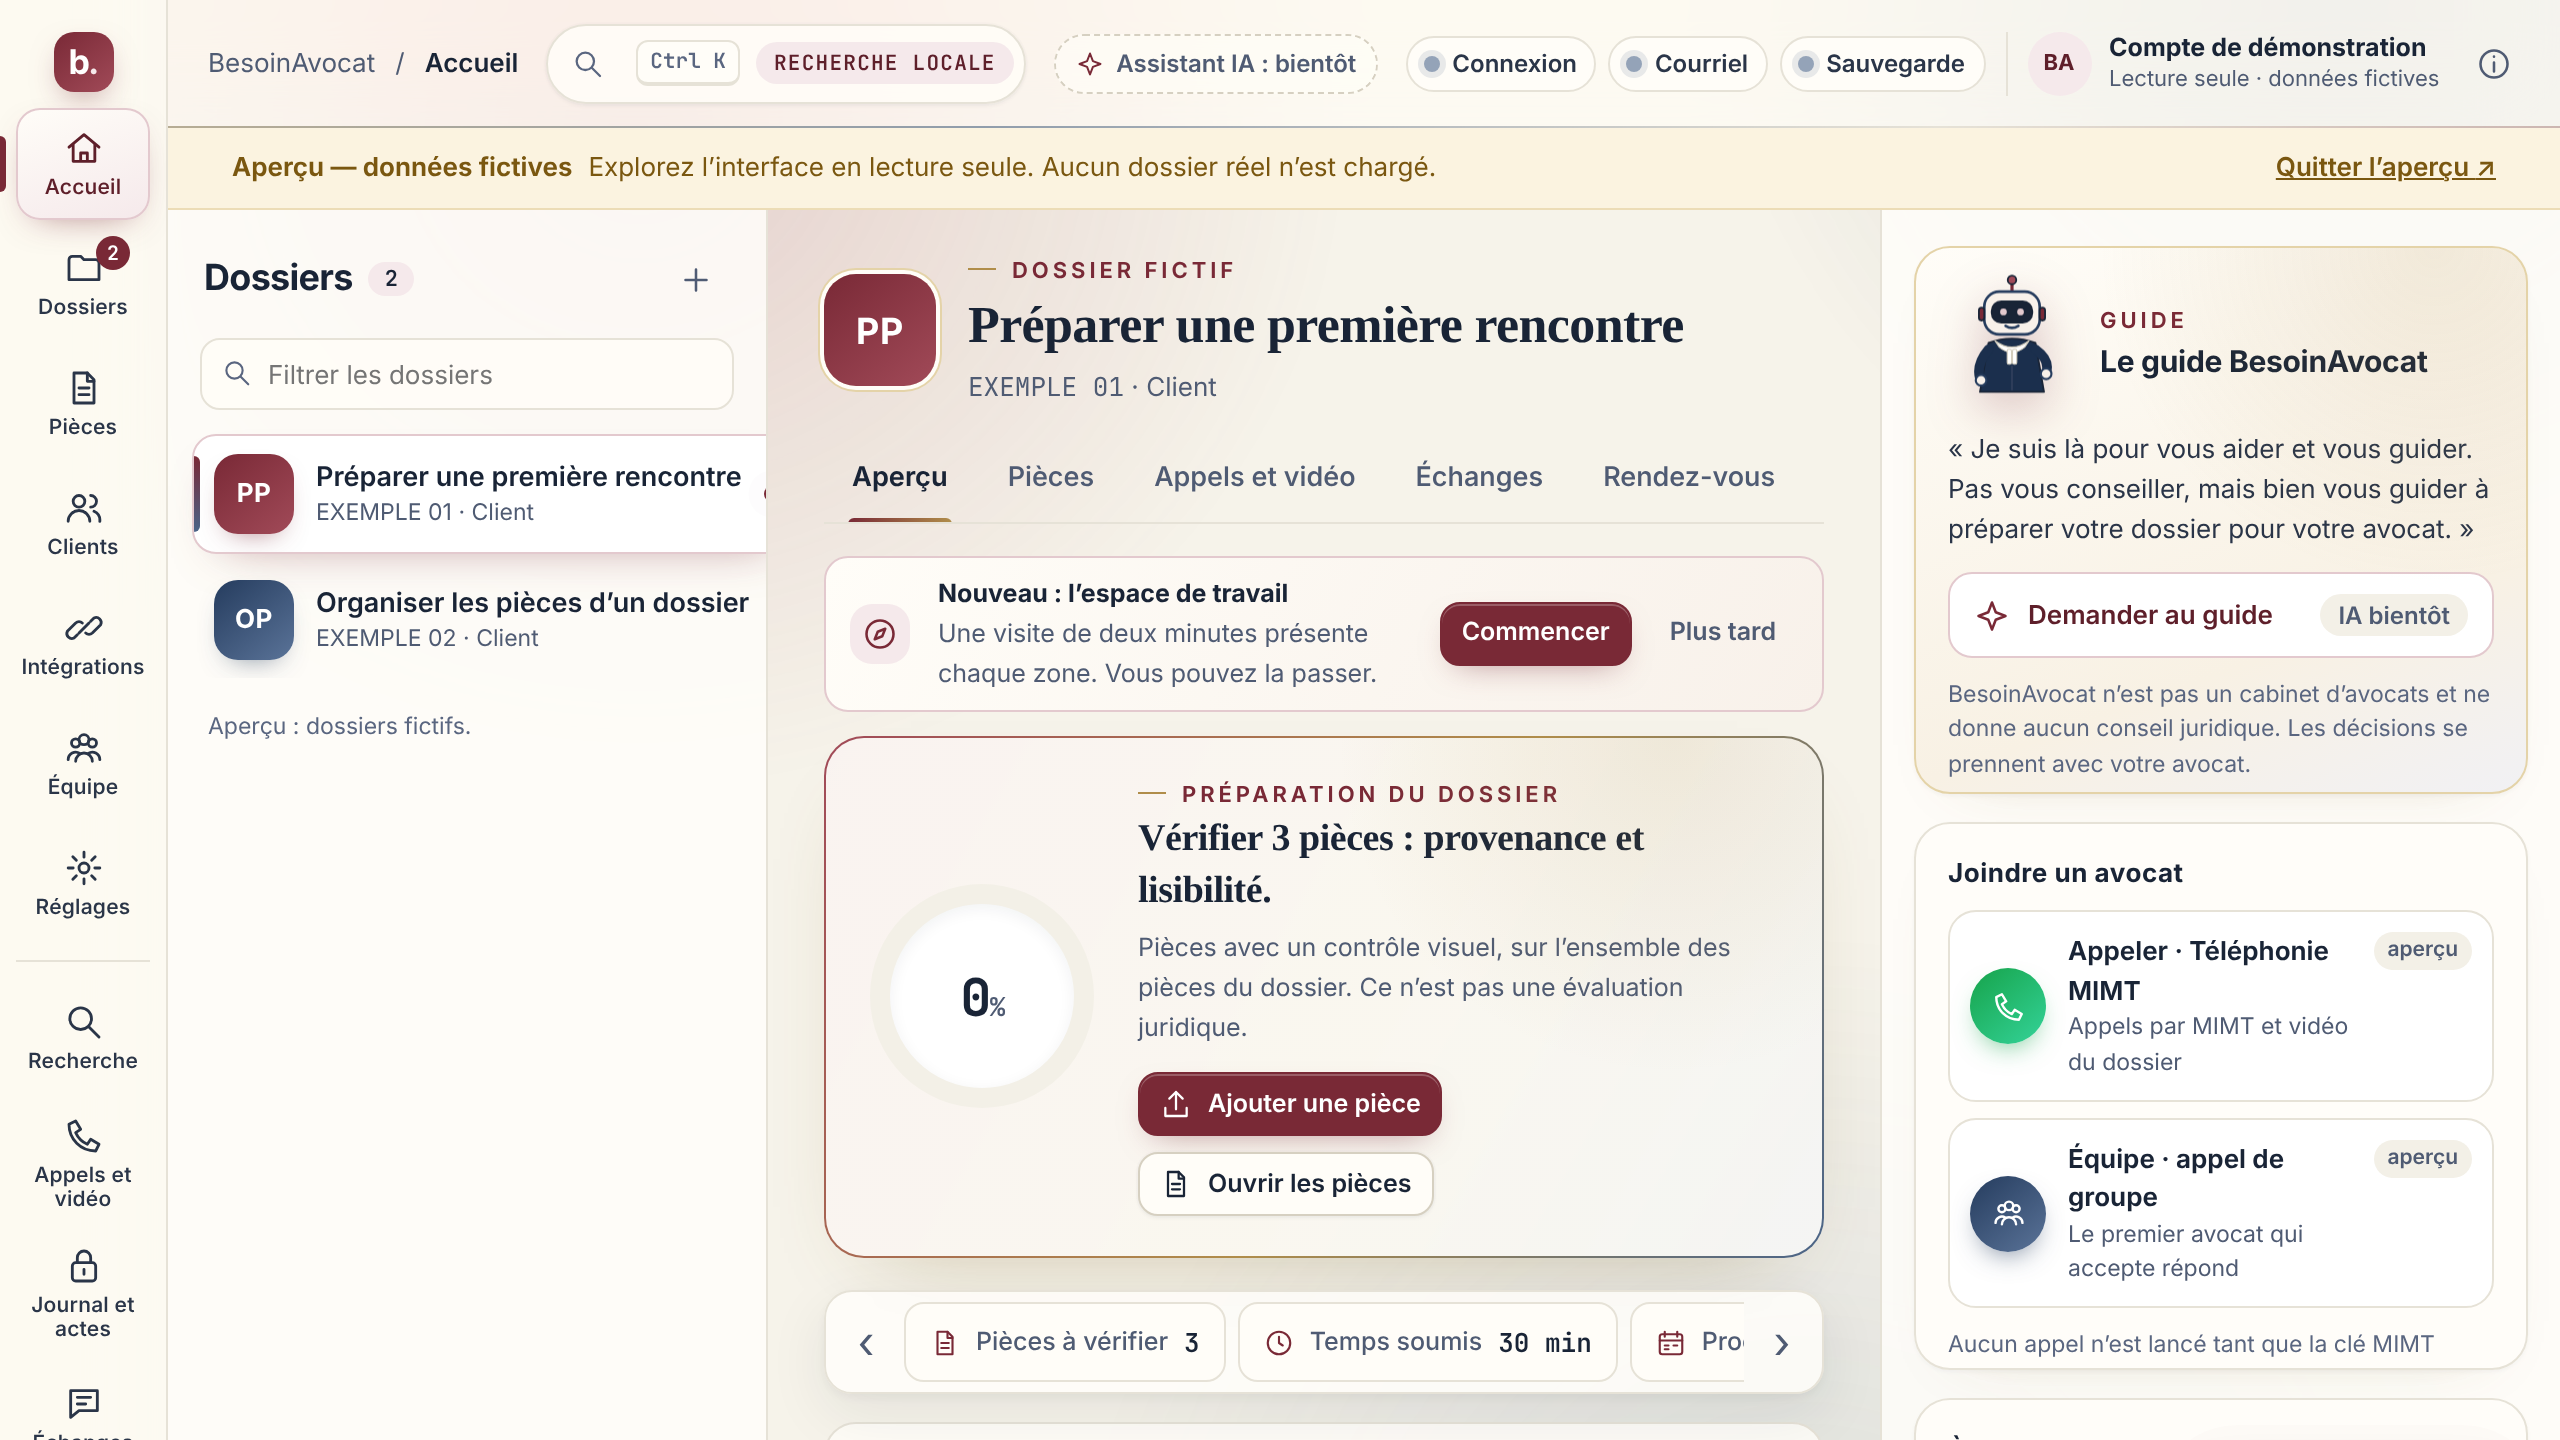 b.
BesoinAvocat / Accueil
Ctrl K
RECHERCHE LOCALE
Assistant IA : bientôt
Connexion
Courriel
Sauvegarde
BA
Compte de démonstration
Lecture seule · données fictives
Aperçu — données fictives Explorez l’interface en lecture seule. Aucun dossier réel n’est chargé.
Quitter l’aperçu ↗
Accueil
2
Dossiers
Pièces
Clients
Intégrations
Équipe
Réglages
Recherche
Appels et
vidéo
Journal et
actes
Dossiers 2
Filtrer les dossiers
PP
Préparer une première rencontre
EXEMPLE 01 · Client
OP
Organiser les pièces d’un dossier
EXEMPLE 02 · Client
Aperçu : dossiers fictifs.
PP
DOSSIER FICTIF
Préparer une première rencontre
EXEMPLE 01 · Client
Aperçu
Pièces
Appels et vidéo
Échanges
Rendez-vous
Nouveau : l’espace de travail
Une visite de deux minutes présente
chaque zone. Vous pouvez la passer.
Commencer
Plus tard
PRÉPARATION DU DOSSIER
Vérifier 3 pièces : provenance et
lisibilité.
0%
Pièces avec un contrôle visuel, sur l’ensemble des
pièces du dossier. Ce n’est pas une évaluation
juridique.
Ajouter une pièce
Ouvrir les pièces
Pièces à vérifier 3
Temps soumis 30 min
GUIDE
Le guide BesoinAvocat
« Je suis là pour vous aider et vous guider.
Pas vous conseiller, mais bien vous guider à
préparer votre dossier pour votre avocat. »
Demander au guide
IA bientôt
BesoinAvocat n’est pas un cabinet d’avocats et ne
donne aucun conseil juridique. Les décisions se
prennent avec votre avocat.
Joindre un avocat
Appeler · Téléphonie
MIMT
aperçu
Appels par MIMT et vidéo
du dossier
Équipe · appel de
groupe
aperçu
Le premier avocat qui
accepte répond
Aucun appel n’est lancé tant que la clé MIMT